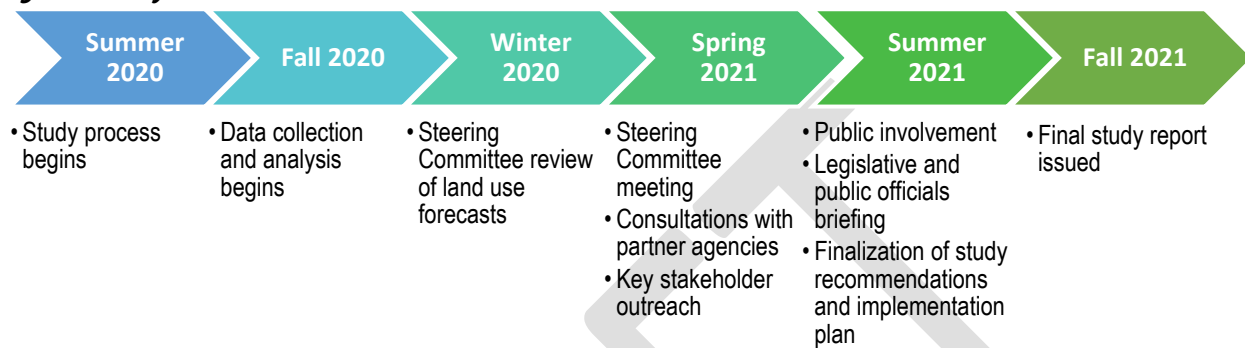 Summer
2020
Fall 2020
Winter
2020
Spring
2021
Summer
2021
Fall 2021
• Study process
begins
• Data collection
and analysis
begins
• Steering
Committee review
of land use
forecasts
• Steering
Committee
meeting
• Consultations with
partner agencies
• Key stakeholder
outreach
• Public involvement
• Legislative and
public officials
briefing
• Finalization of study
recommendations
and implementation
plan
• Final study report
issued